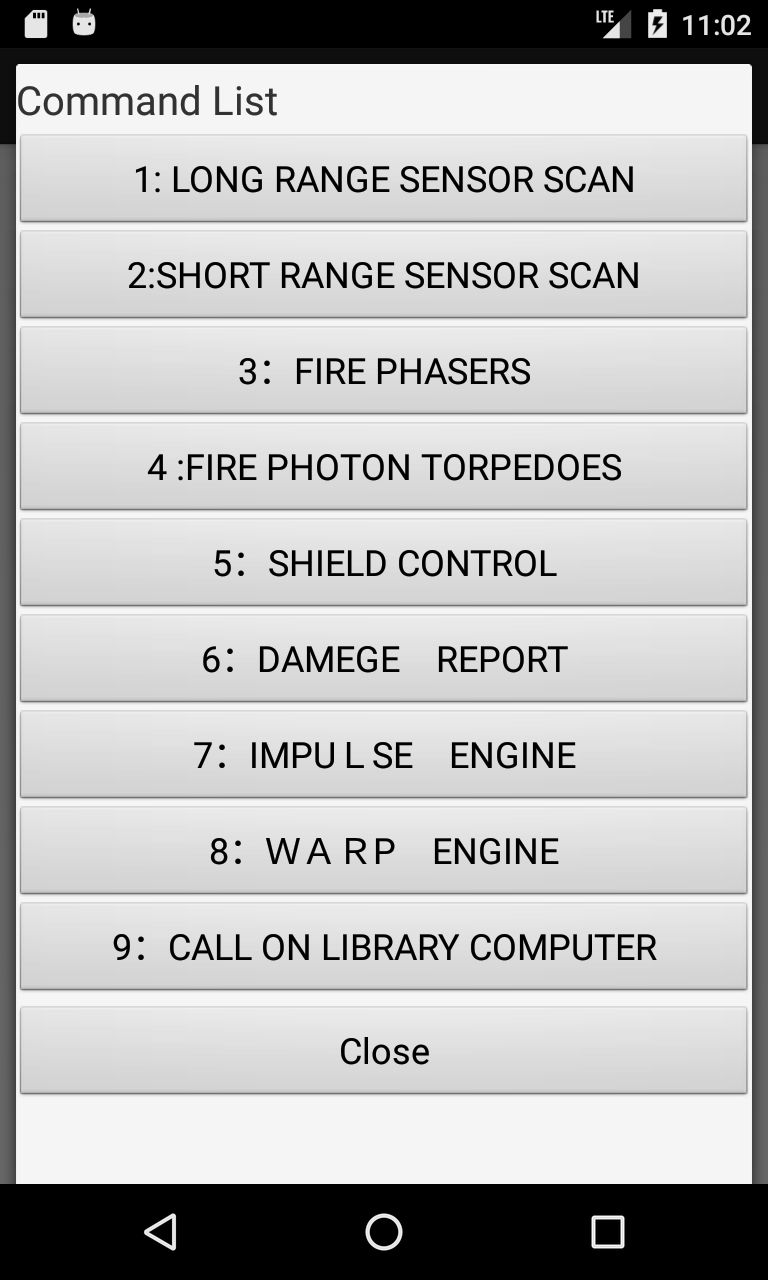 LTE 11:02
Command List
1: LONG RANGE SENSOR SCAN
2:SHORT RANGE SENSOR SCAN
3：FIRE PHASERS
4 :FIRE PHOTON TORPEDOES
5：SHIELD CONTROL
6：DAMEGE　REPORT
7：IMPUＬSE　ENGINE
8：ＷＡＲＰ　ENGINE
9：CALL ON LIBRARY COMPUTER
Close